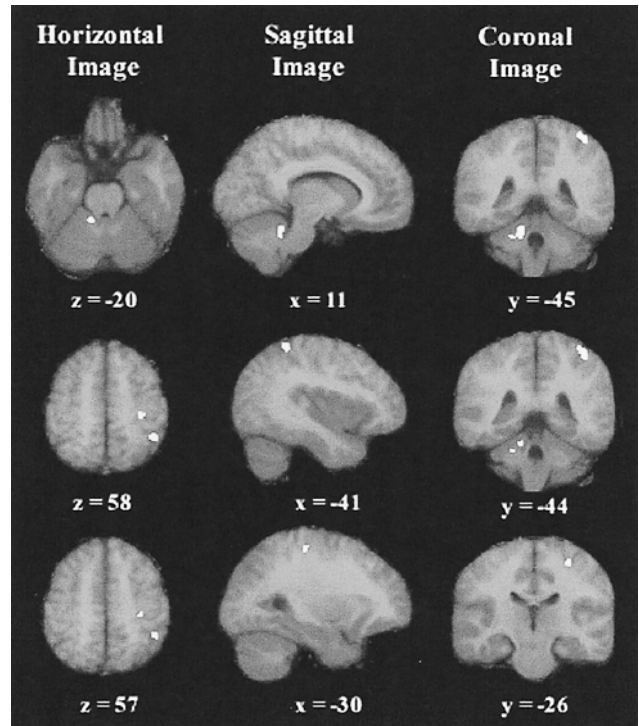 Horizontal Image
Sagittal Image
Coronal Image
z = -20
x = 11
y = -45
z = 58
x = -41
y = -44
z = 57
x = -30
y = -26